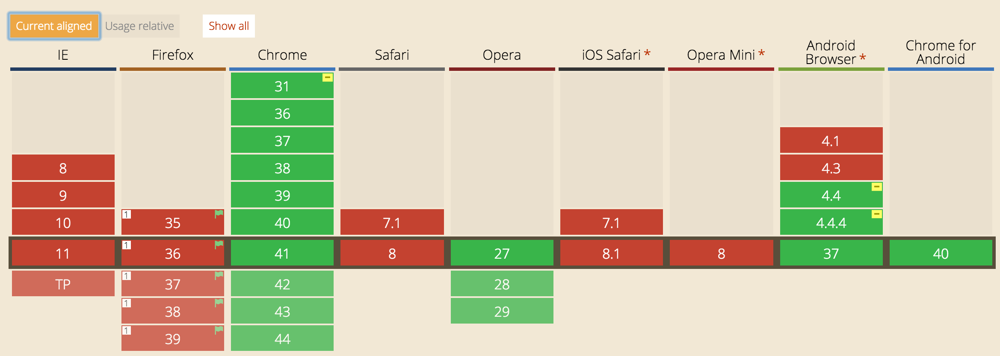 Current aligned Usage relative Show all
IE Firefox Chrome Safari Opera iOS Safari * Opera Mini * Android Browser * Chrome for Android
31
36
37 4.1
8 38 4.3
9 39 4.4
10 1 35 40 7.1 7.1 4.4.4
11 1 36 41 8 27 8.1 8 37 40
TP 1 37 42 28
1 38 43 29
1 39 44